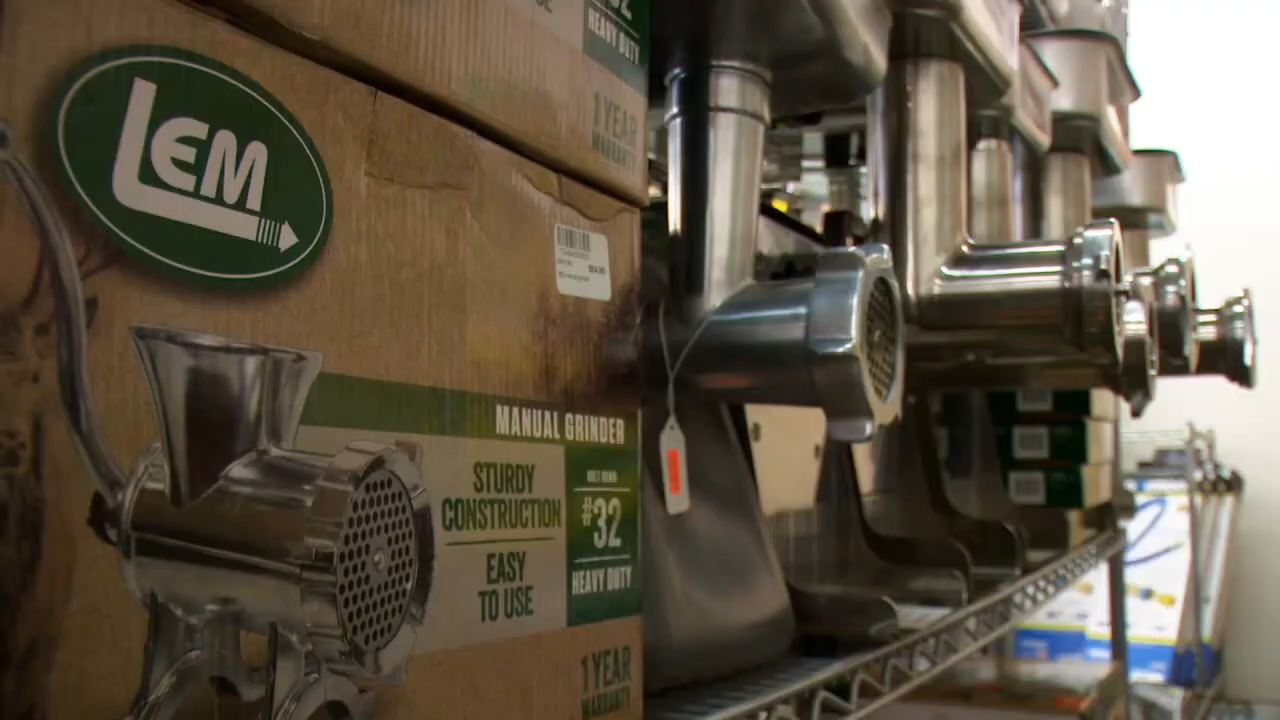 HEAVY DUTY
1 YEAR
WARRANTY
LEM
MANUAL GRINDER
STURDY
CONSTRUCTION
EASY
TO USE
#32
HEAVY DUTY
1 YEAR
WARRANTY